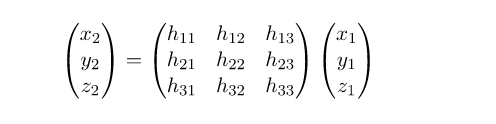 (x₂) = (h₁₁ h₁₂ h₁₃) (x₁)
(y₂) = (h₂₁ h₂₂ h₂₃) (y₁)
(z₂) = (h₃₁ h₃₂ h₃₃) (z₁)